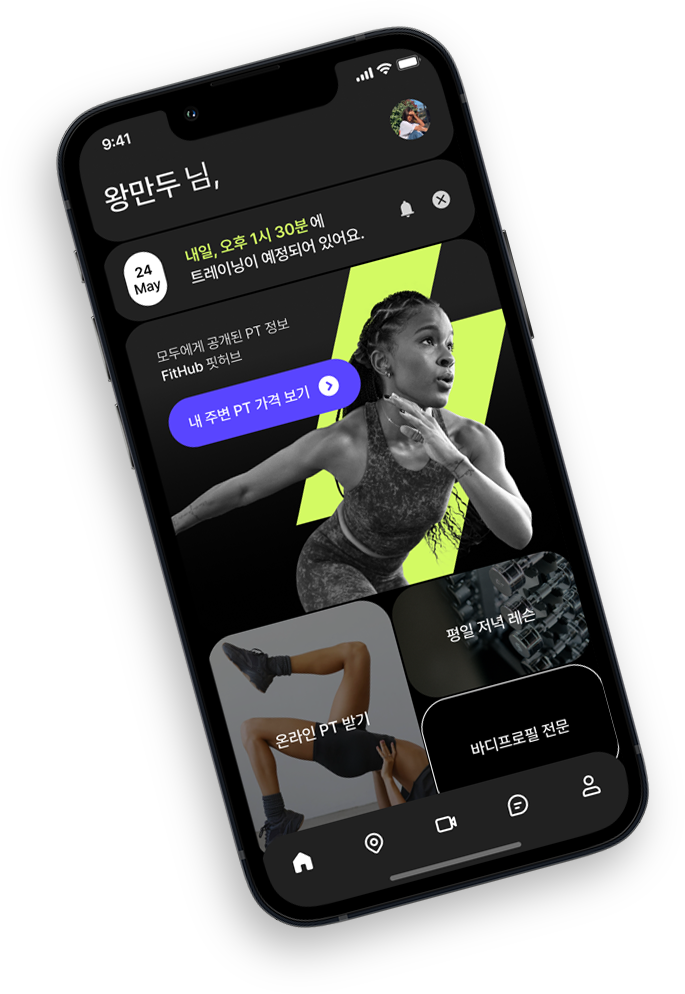 9:41
왕만두 님,
24
May
내일, 오후 1시 30분에
트레이닝이 예정되어 있어요.
모두에게 공개된 PT 정보
FitHub 핏허브
내 주변 PT 가격 보기
평일 저녁 레슨
온라인 PT 받기
바디프로필 전문